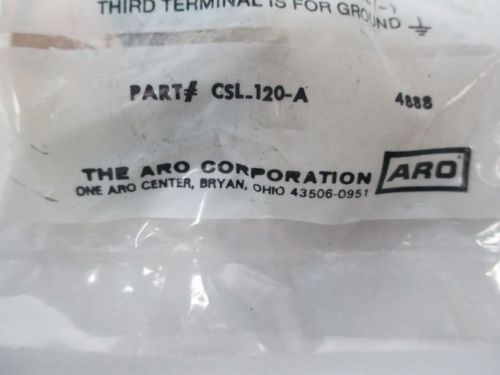 THIRD TERMINAL IS FOR GROUND
PART# CSL-120-A 4888
THE ARO CORPORATION
ONE ARO CENTER, BRYAN, OHIO 43506-0951
ARO